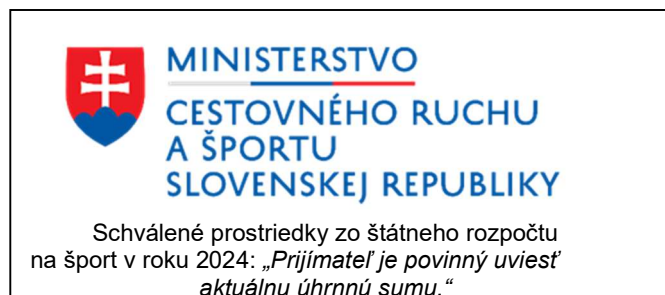 MINISTERSTVO
CESTOVNÉHO RUCHU
A ŠPORTU
SLOVENSKEJ REPUBLIKY
Schválené prostriedky zo štátneho rozpočtu
na šport v roku 2024: „Prijímateľ je povinný uviesť
aktuálnu úhrnnú sumu.“